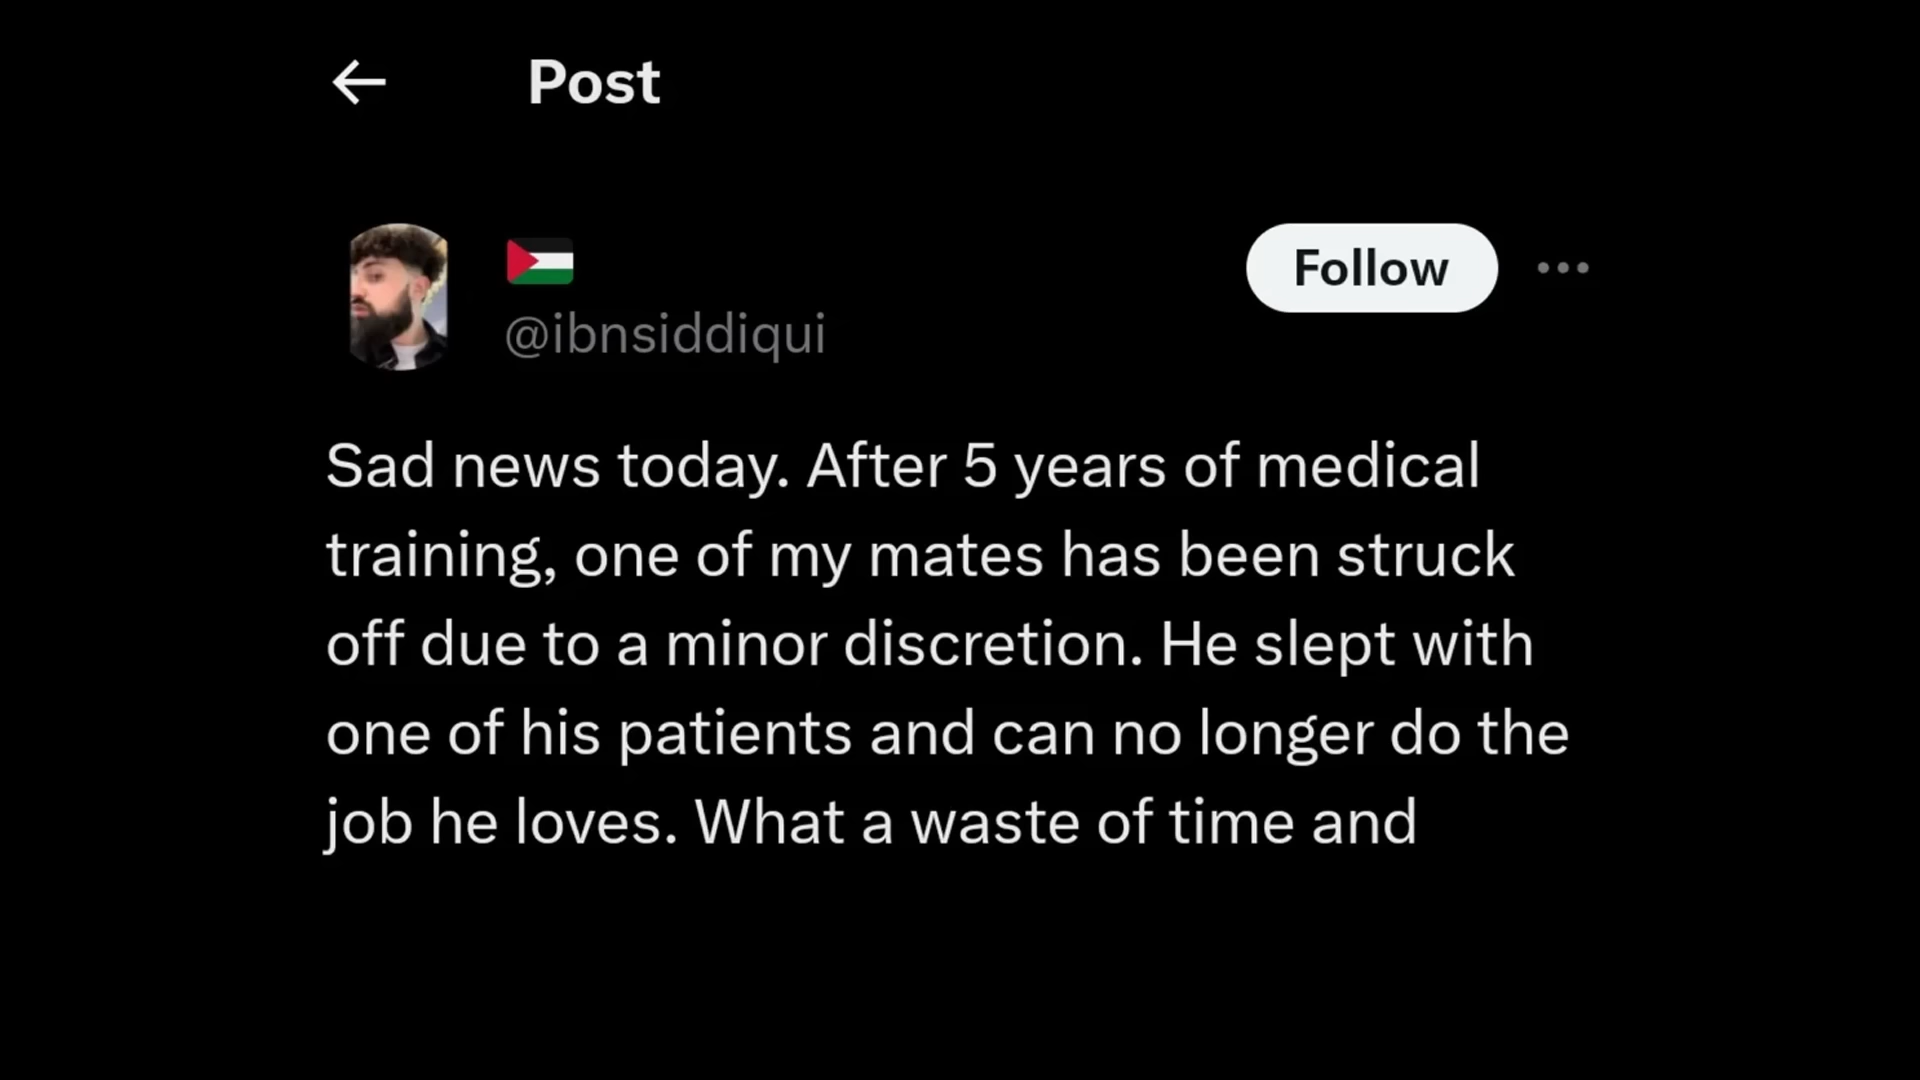 Post
@ibnsiddiqui
Follow
Sad news today. After 5 years of medical
training, one of my mates has been struck
off due to a minor discretion. He slept with
one of his patients and can no longer do the
job he loves. What a waste of time and